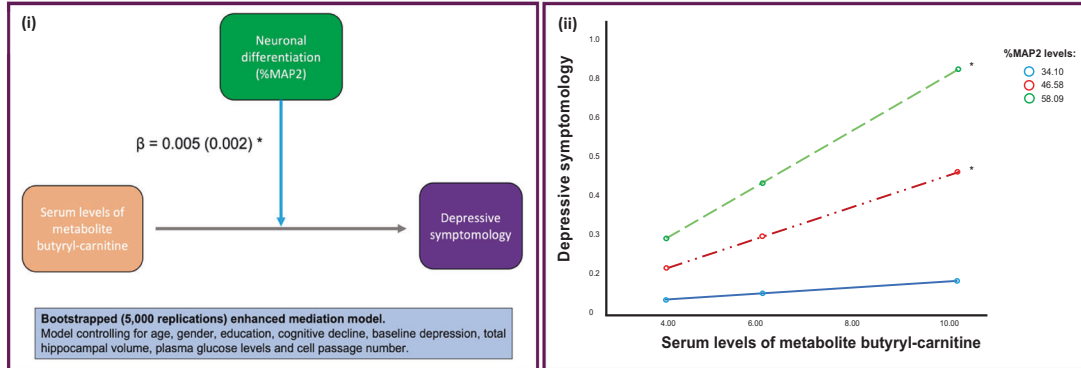 (i)
Neuronal
differentiation
(%MAP2)
β = 0.005 (0.002) *
Serum levels of
metabolite
butyryl-carnitine
Depressive
symptomology
Bootstrapped (5,000 replications) enhanced mediation model.
Model controlling for age, gender, education, cognitive decline, baseline depression, total
hippocampal volume, plasma glucose levels and cell passage number.
(ii)
Depressive symptomology
1.0
0.8
0.6
0.5
0.4
0.3
0.2
0
4.00
6.00
8.00
10.00
Serum levels of metabolite butyryl-carnitine
*
*
%MAP2 levels:
34.10
46.58
58.09